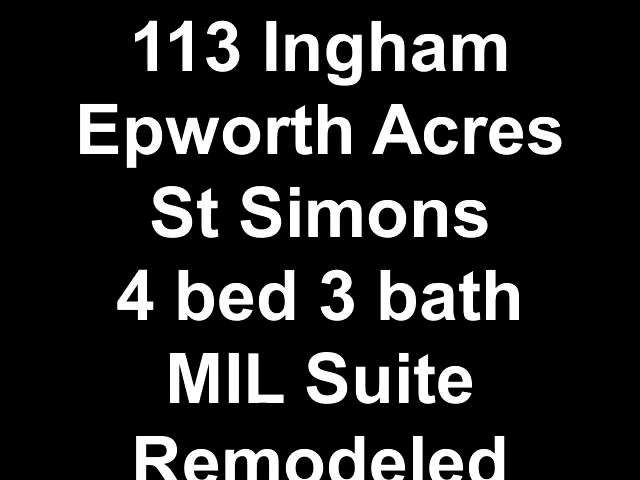 113 Ingham
Epworth Acres
St Simons
4 bed 3 bath
MIL Suite
Remodeled